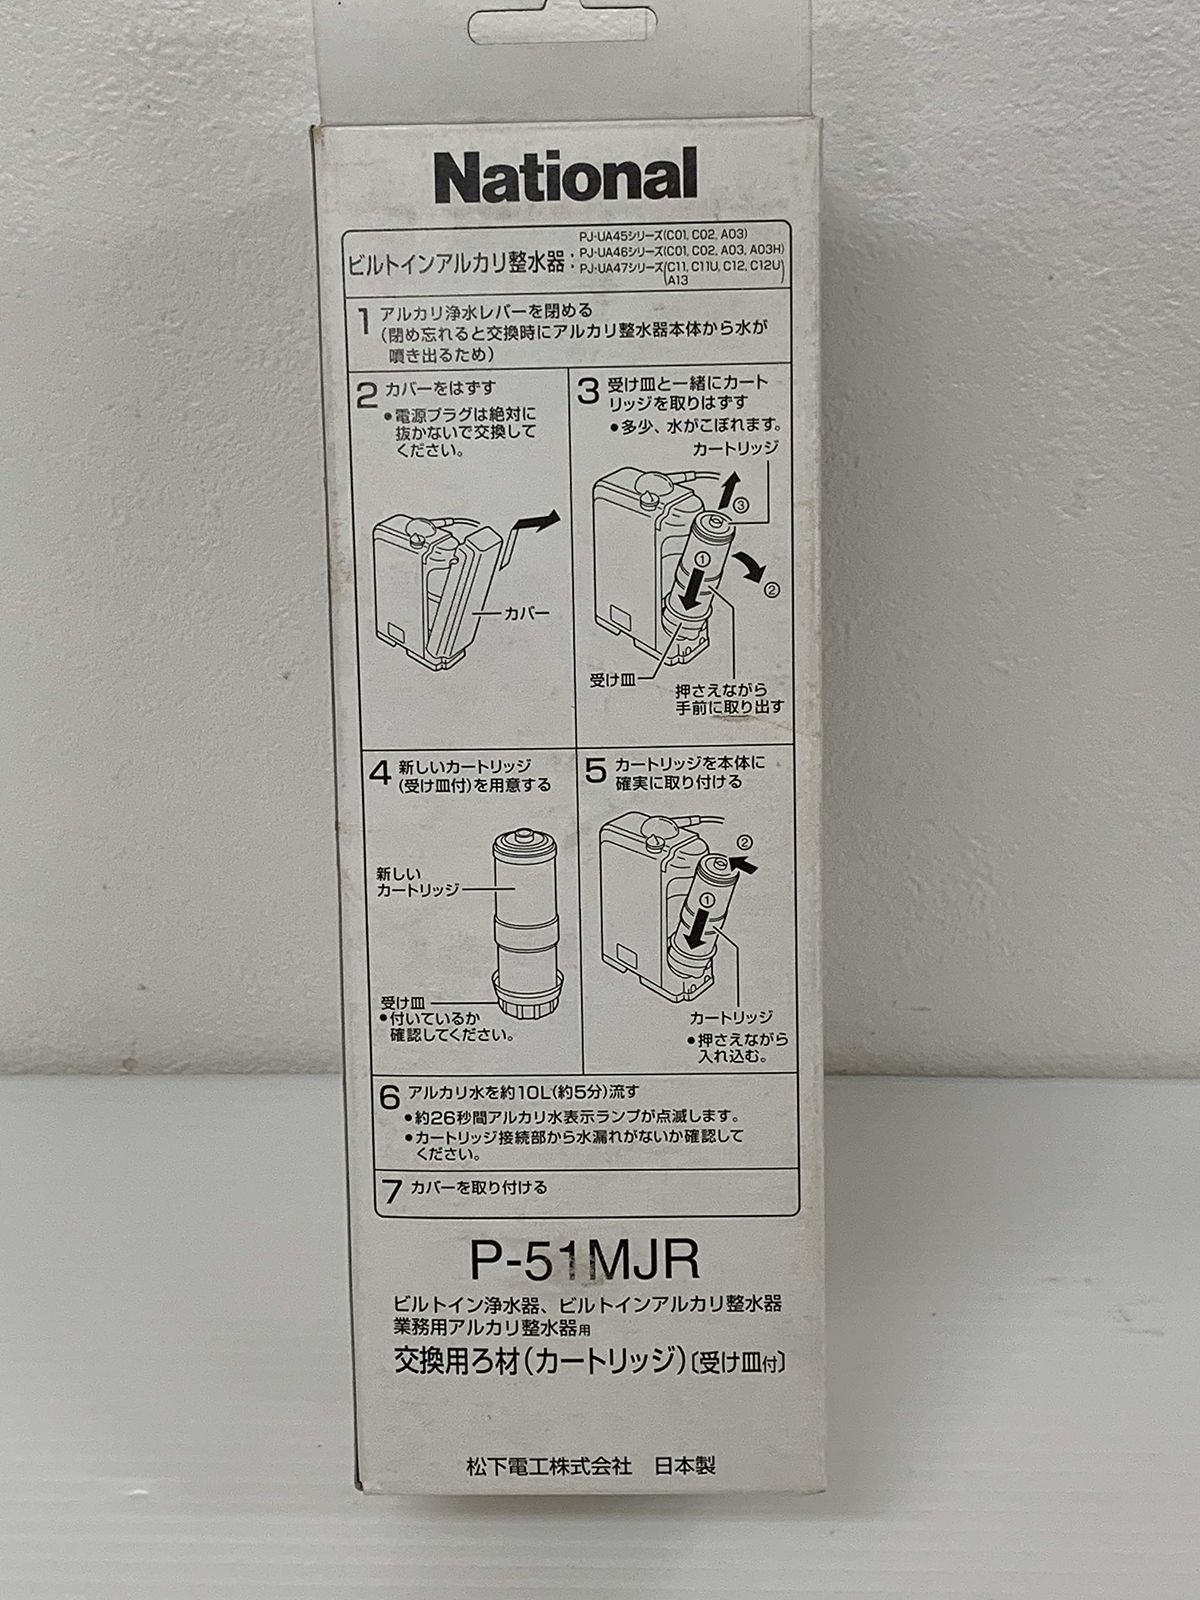 National
ビルトインアルカリ整水器:
PJ-UA45シリーズ(C01, C02, A03)
PJ-UA46シリーズ(C01, C02, A03, A03H)
PJ-UA47シリーズ(C11, C11U, C12, C12U
A13)
1 アルカリ浄水レバーを閉める
(閉め忘れると交換時にアルカリ整水器本体から水が
噴き出るため)
2 カバーをはずす
●電源プラグは絶対に
抜かないで交換して
ください。
カバー
3 受け皿と一緒にカート
リッジを取りはずす
●多少、水がこぼれます。
カートリッジ
③
①
②
受け皿
押さえながら
手前に取り出す
4 新しいカートリッジ
(受け皿付)を用意する
新しい
カートリッジ
受け皿
●付いているか
確認してください。
5 カートリッジを本体に
確実に取り付ける
②
①
カートリッジ
●押さえながら
入れ込む。
6 アルカリ水を約10L(約5分)流す
●約26秒間アルカリ水表示ランプが点滅します。
●カートリッジ接続部から水漏れがないか確認して
ください。
7 カバーを取り付ける
P-51MJR
ビルトイン浄水器、ビルトインアルカリ整水器
業務用アルカリ整水器用
交換用ろ材(カートリッジ)〔受け皿付〕
松下電工株式会社 日本製